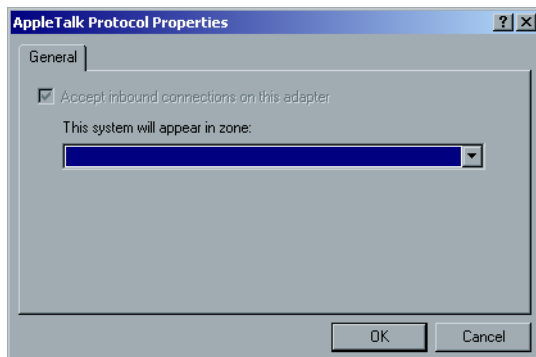 AppleTalk Protocol Properties
General
Accept inbound connections on this adapter
This system will appear in zone:
OK Cancel